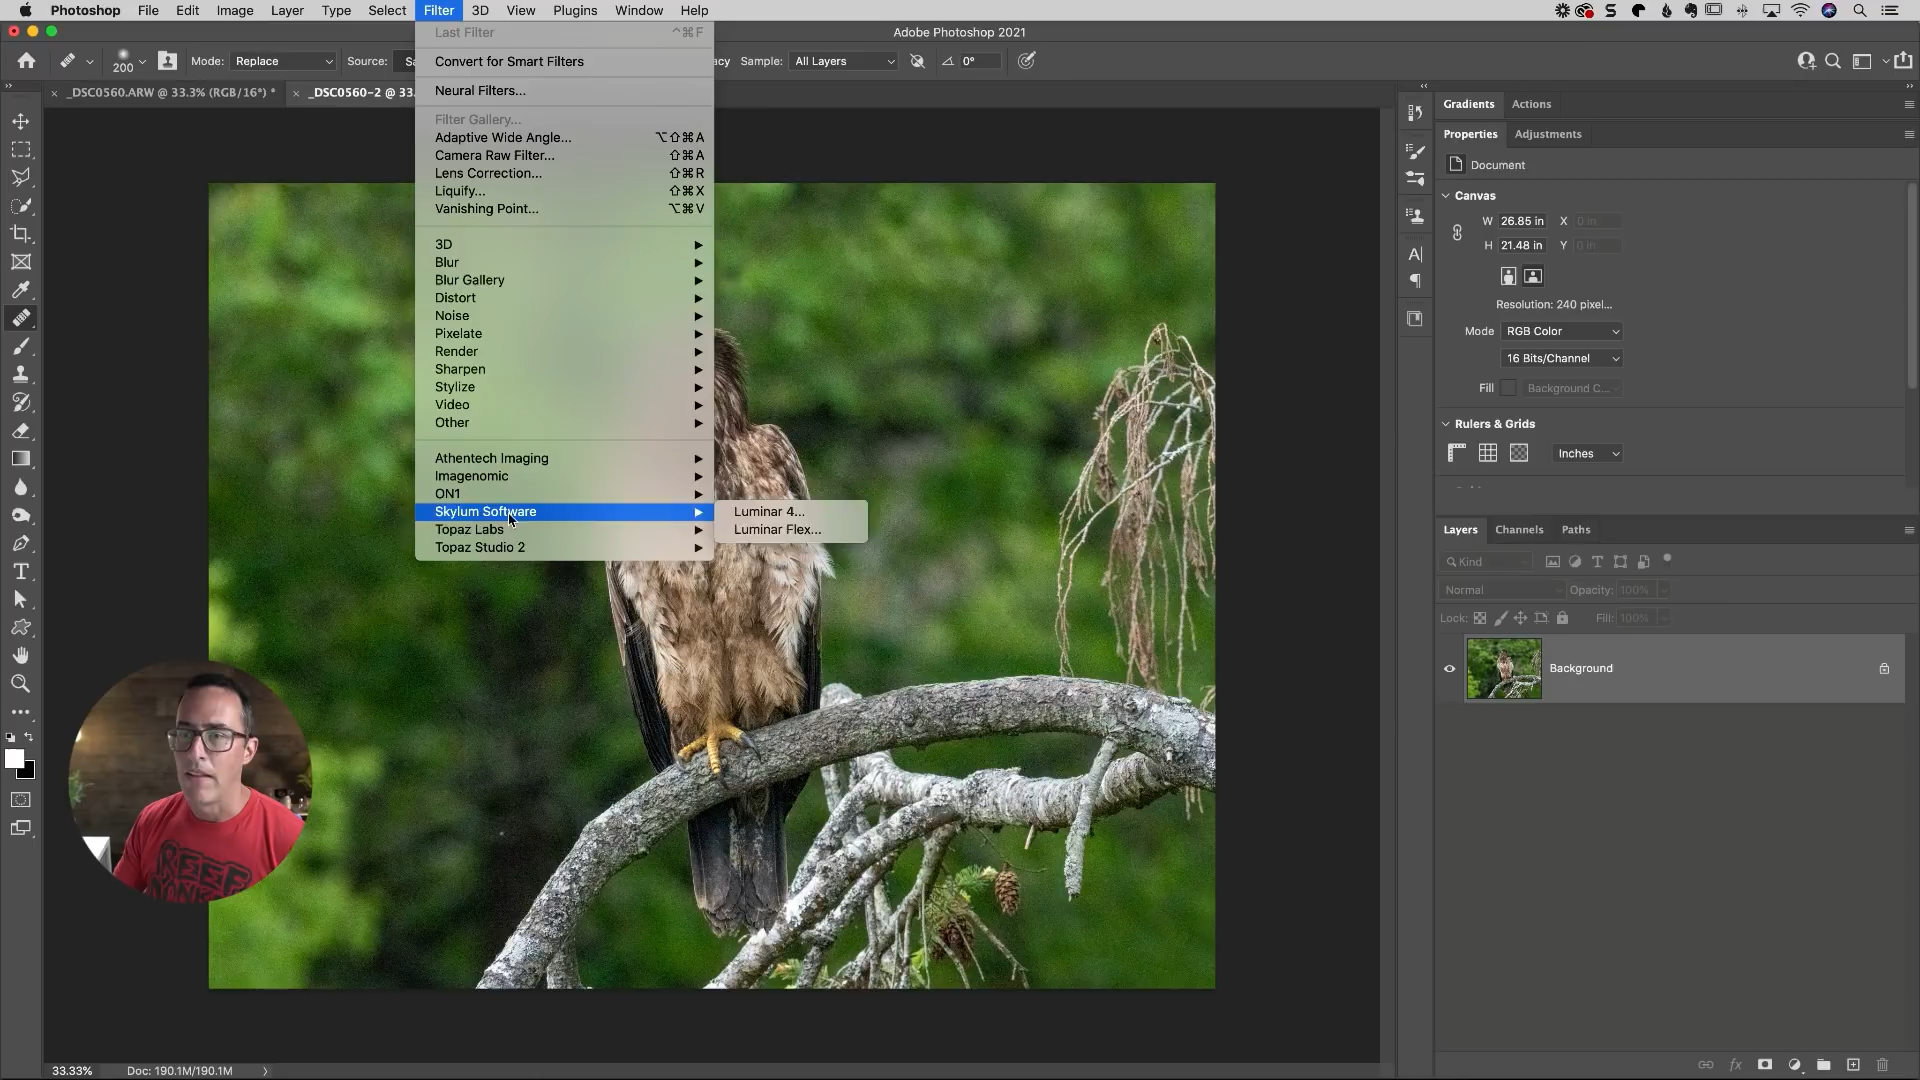 Photoshop File Edit Image Layer Type Select Filter 3D View Plugins Window Help
Adobe Photoshop 2021
200 Mode: Replace Source: Sa acy Sample: All Layers 0°
_DSC0560.ARW @ 33.3% (RGB/16*) * _DSC0560-2 @ 33.
Last Filter ^⌘F
Convert for Smart Filters
Neural Filters...
Filter Gallery...
Adaptive Wide Angle... ⌥⇧⌘A
Camera Raw Filter... ⇧⌘A
Lens Correction... ⇧⌘R
Liquify... ⇧⌘X
Vanishing Point... ⌥⌘V
3D
Blur
Blur Gallery
Distort
Noise
Pixelate
Render
Sharpen
Stylize
Video
Other
Athentech Imaging
Imagenomic
ON1
Skylum Software
Topaz Labs
Topaz Studio 2
Luminar 4...
Luminar Flex...
Gradients Actions
Properties Adjustments
Document
Canvas
W 26.85 in X 0 in
H 21.48 in Y 0 in
Resolution: 240 pixel...
Mode RGB Color
16 Bits/Channel
Fill Background C...
Rulers & Grids
Inches
Layers Channels Paths
Kind
Normal Opacity: 100%
Lock: Fill: 100%
Background
REEF
33.33% Doc: 190.1M/190.1M